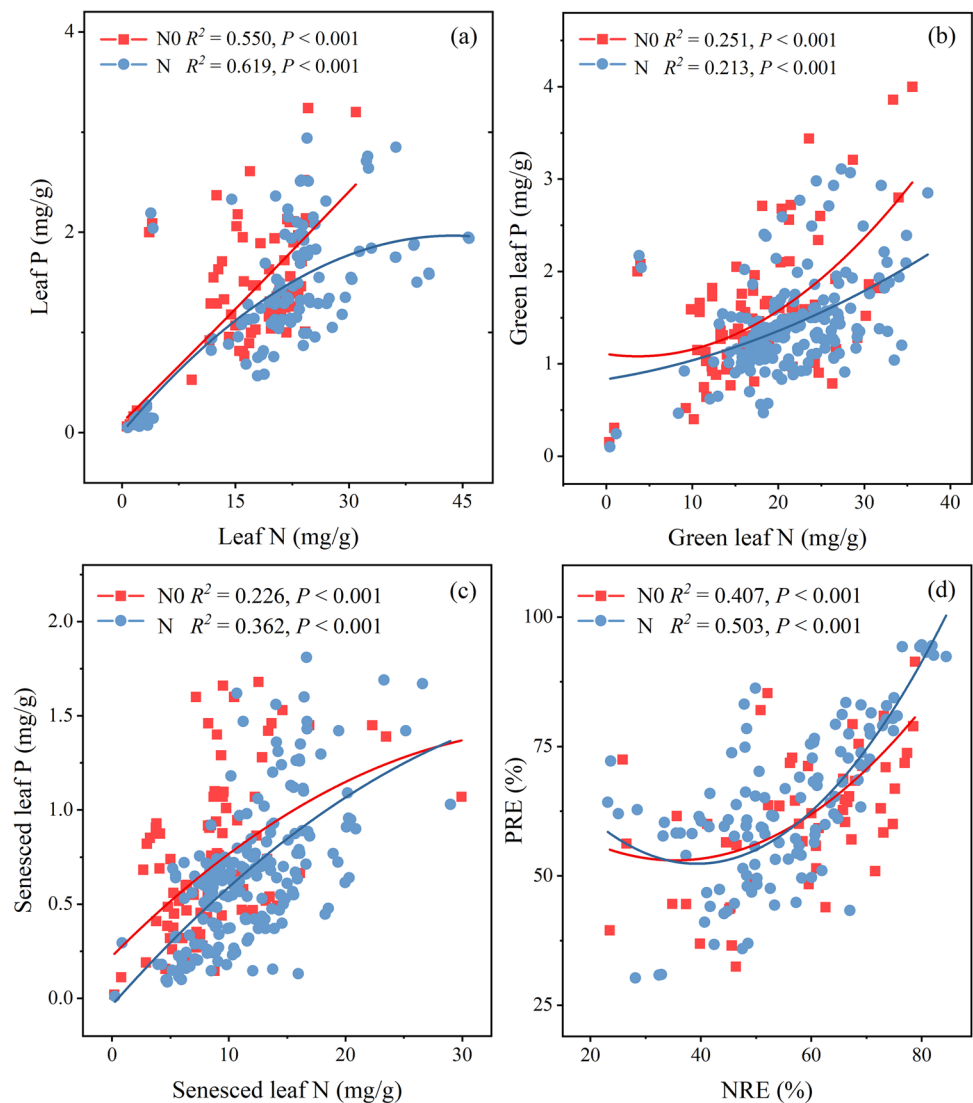 (a)
N0 R² = 0.550, P < 0.001
N R² = 0.619, P < 0.001
4
2
0
Leaf P (mg/g)
0 15 30 45
Leaf N (mg/g)
(b)
N0 R² = 0.251, P < 0.001
N R² = 0.213, P < 0.001
4
3
2
1
0
Green leaf P (mg/g)
0 10 20 30 40
Green leaf N (mg/g)
(c)
N0 R² = 0.226, P < 0.001
N R² = 0.362, P < 0.001
2.0
1.5
1.0
0.5
0.0
Senesced leaf P (mg/g)
0 10 20 30
Senesced leaf N (mg/g)
(d)
N0 R² = 0.407, P < 0.001
N R² = 0.503, P < 0.001
100
75
50
25
PRE (%)
20 40 60 80
NRE (%)